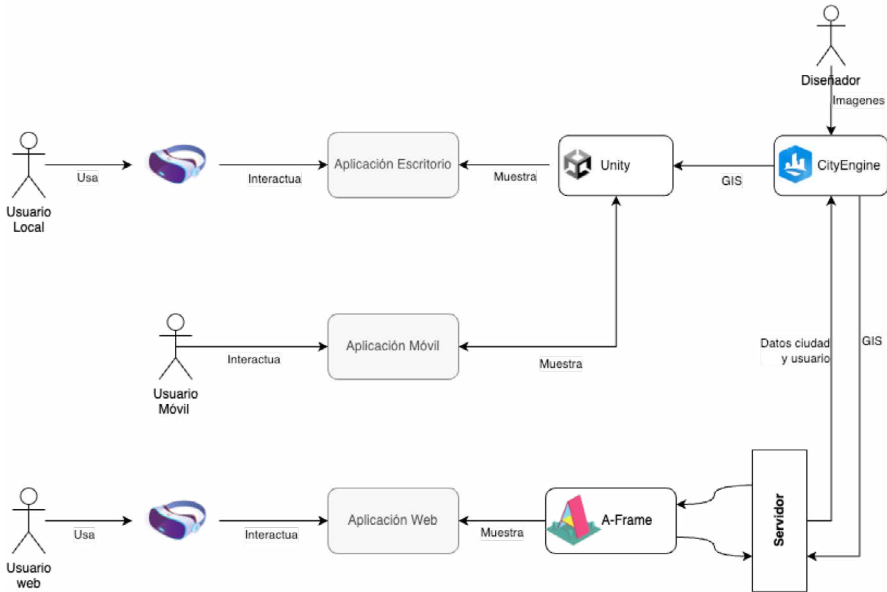 Diseñador
Imagenes
Usuario
Local
Usa
Interactua
Aplicación Escritorio
Muestra
Unity
GIS
CityEngine
Usuario
Móvil
Interactua
Aplicación Móvil
Muestra
Datos ciudad
y usuario
GIS
Usuario
web
Usa
Interactua
Aplicación Web
Muestra
A-Frame
Servidor